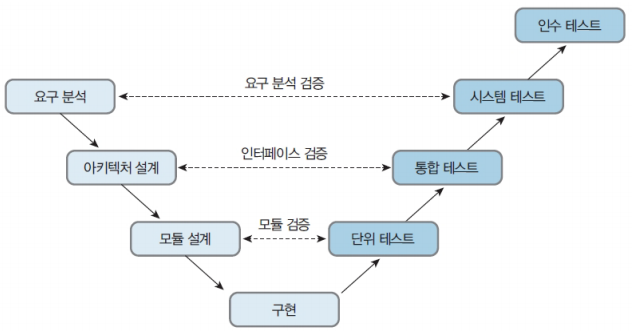 인수 테스트
요구 분석
요구 분석 검증
시스템 테스트
아키텍처 설계
인터페이스 검증
통합 테스트
모듈 설계
모듈 검증
단위 테스트
구현